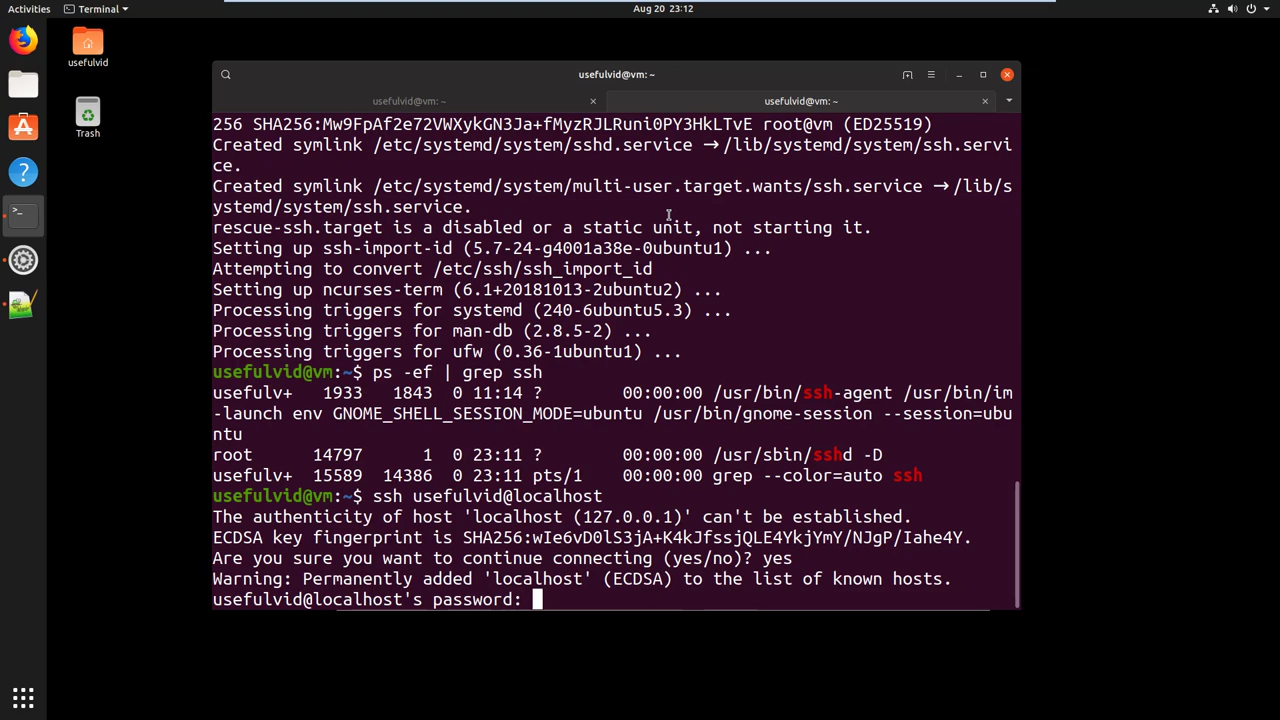 Activities
Terminal
Aug 20 23:12
usefulvid
Trash
usefulvid@vm: ~
usefulvid@vm: ~
usefulvid@vm: ~
256 SHA256:Mw9FpAf2e72VWXykGN3Ja+fMyzRJLRuni0PY3HkLTvE root@vm (ED25519)
Created symlink /etc/systemd/system/sshd.service → /lib/systemd/system/ssh.servi
ce.
Created symlink /etc/systemd/system/multi-user.target.wants/ssh.service → /lib/s
ystemd/system/ssh.service.
rescue-ssh.target is a disabled or a static unit, not starting it.
Setting up ssh-import-id (5.7-24-g4001a38e-0ubuntu1) ...
Attempting to convert /etc/ssh/ssh_import_id
Setting up ncurses-term (6.1+20181013-2ubuntu2) ...
Processing triggers for systemd (240-6ubuntu5.3) ...
Processing triggers for man-db (2.8.5-2) ...
Processing triggers for ufw (0.36-1ubuntu1) ...
usefulvid@vm:~$ ps -ef | grep ssh
usefulv+ 1933 1843 0 11:14 ? 00:00:00 /usr/bin/ssh-agent /usr/bin/im
-launch env GNOME_SHELL_SESSION_MODE=ubuntu /usr/bin/gnome-session --session=ubu
ntu
root 14797 1 0 23:11 ? 00:00:00 /usr/sbin/sshd -D
usefulv+ 15589 14386 0 23:11 pts/1 00:00:00 grep --color=auto ssh
usefulvid@vm:~$ ssh usefulvid@localhost
The authenticity of host 'localhost (127.0.0.1)' can't be established.
ECDSA key fingerprint is SHA256:wIe6vD0lS3jA+K4kJfssjQLE4YkjYmY/NJgP/Iahe4Y.
Are you sure you want to continue connecting (yes/no)? yes
Warning: Permanently added 'localhost' (ECDSA) to the list of known hosts.
usefulvid@localhost's password: